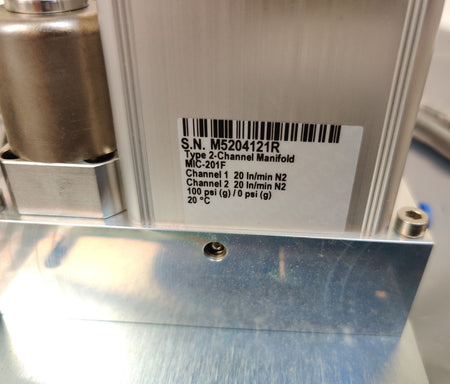 S.N. M5204121R
Type 2-Channel Manifold
MIC-201F
Channel 1 20 ln/min N2
Channel 2 20 ln/min N2
100 psi (g) / 0 psi (g)
20 °C